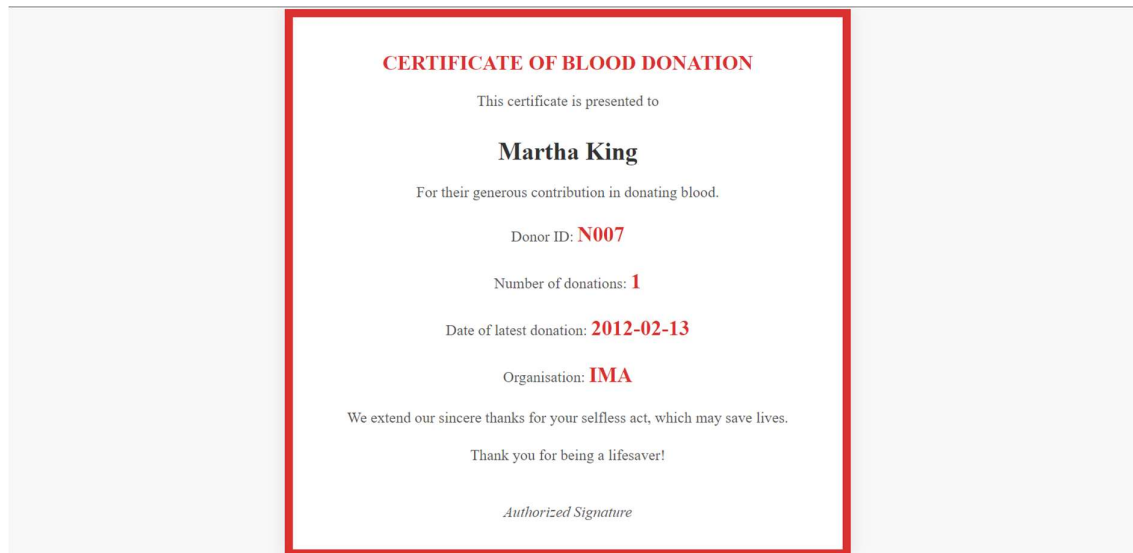 CERTIFICATE OF BLOOD DONATION
This certificate is presented to
Martha King
For their generous contribution in donating blood.
Donor ID: N007
Number of donations: 1
Date of latest donation: 2012-02-13
Organisation: IMA
We extend our sincere thanks for your selfless act, which may save lives.
Thank you for being a lifesaver!
Authorized Signature